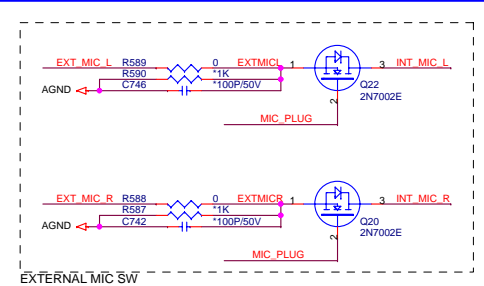 EXT_MIC_L R589 0 EXTMICL 1 3 INT_MIC_L
R590 *1K
AGND C746 *100P/50V
Q22
2 2N7002E
MIC_PLUG
EXT_MIC_R R588 0 EXTMICR 1 3 INT_MIC_R
R587 *1K
AGND C742 *100P/50V
Q20
2 2N7002E
MIC_PLUG
EXTERNAL MIC SW